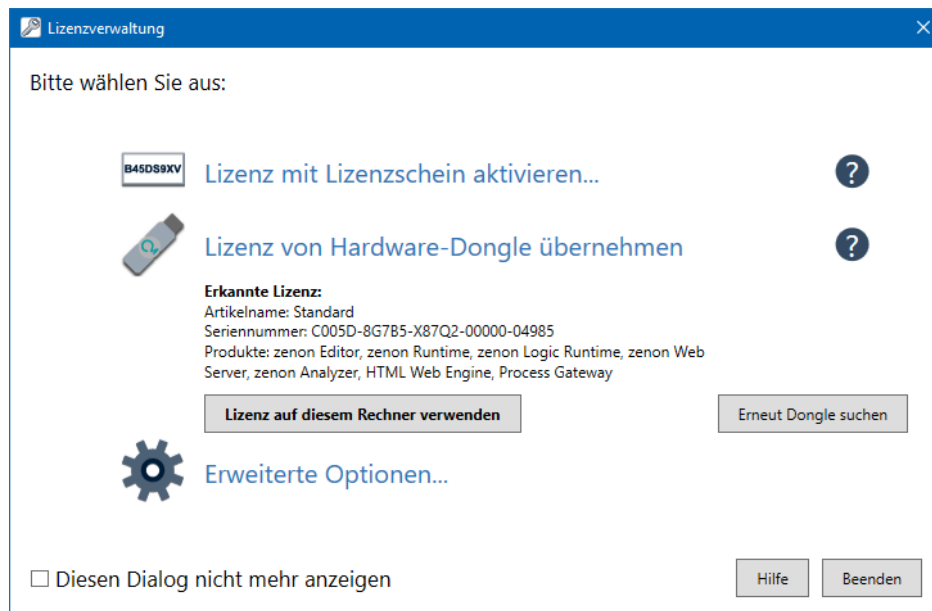 Lizenzverwaltung
Bitte wählen Sie aus:
B45DS9XV
Lizenz mit Lizenzschein aktivieren...
?
Lizenz von Hardware-Dongle übernehmen
?
Erkannte Lizenz:
Artikelname: Standard
Seriennummer: C005D-8G7B5-X87Q2-00000-04985
Produkte: zenon Editor, zenon Runtime, zenon Logic Runtime, zenon Web
Server, zenon Analyzer, HTML Web Engine, Process Gateway
Lizenz auf diesem Rechner verwenden
Erneut Dongle suchen
Erweiterte Optionen...
Diesen Dialog nicht mehr anzeigen
Hilfe
Beenden